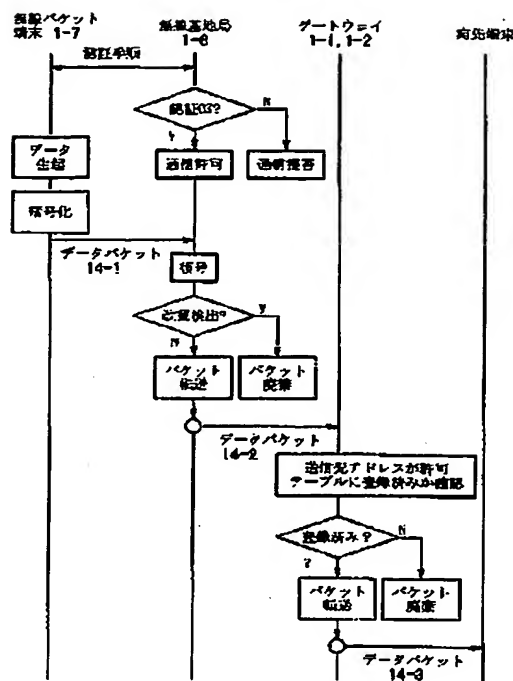 無線パケット
端末 1-7
無線基地局
1-6
ゲートウェイ
1-1, 1-2
宛先端末
認証手順
認証OK?
N
Y
データ
生起
通信許可
通信拒否
暗号化
データパケット
14-1
復号
改竄検出?
Y
N
パケット
転送
パケット
廃棄
データパケット
14-2
送信元アドレスが許可
テーブルに登録済みか確認
登録済み?
N
パケット
転送
パケット
廃棄
データパケット
14-3